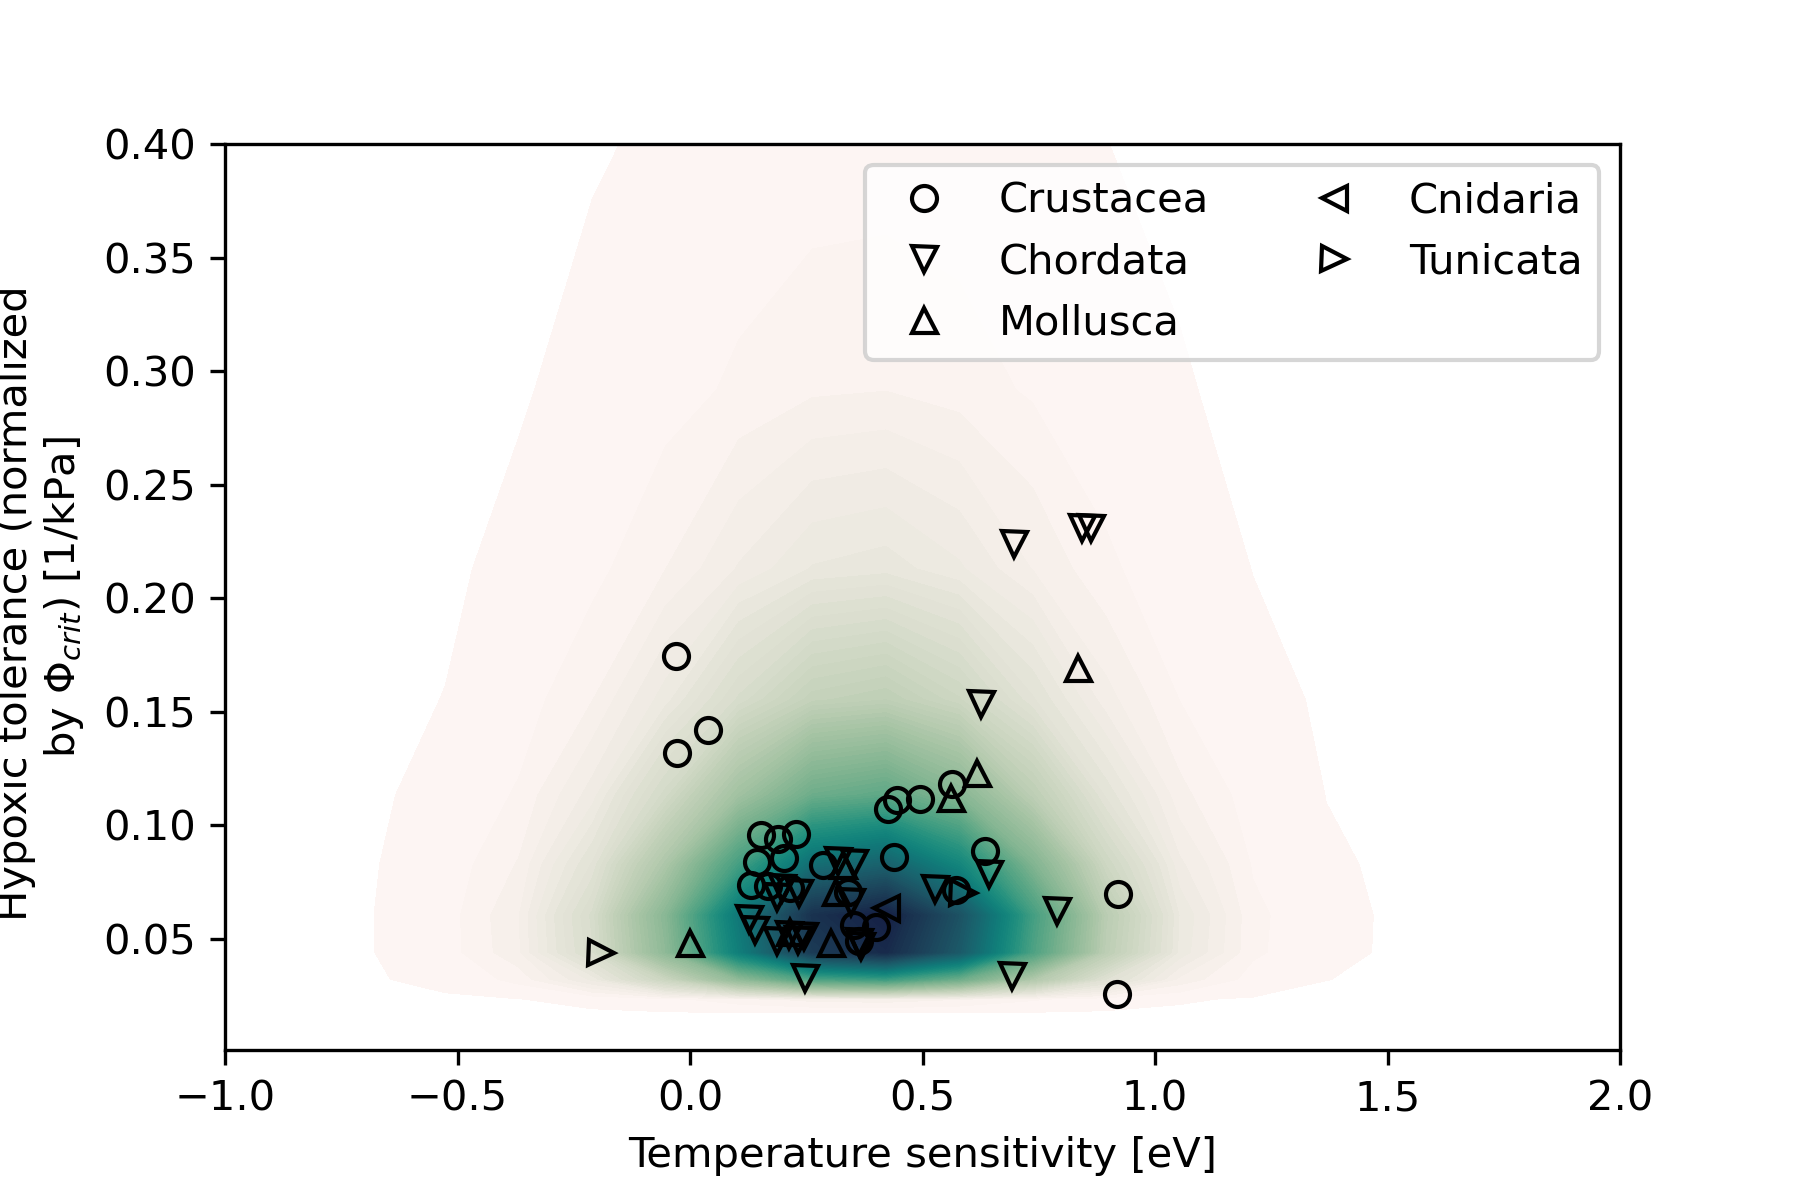 0.40
0.35
0.30
0.25
0.20
0.15
0.10
0.05
Hypoxic tolerance (normalized
by Φcrit) [1/kPa]
Crustacea
Chordata
Mollusca
Cnidaria
Tunicata
−1.0 −0.5 0.0 0.5 1.0 1.5 2.0
Temperature sensitivity [eV]